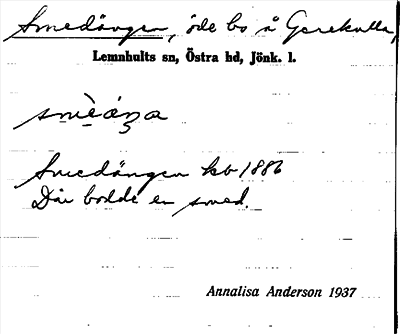 Smedängen, öde bo å Gerekulla,
Lemnhults sn, Östra hd, Jönk. l.
smèäŋa
Smedängen kb 1886
Där bodde en smed.
Annalisa Anderson 1937